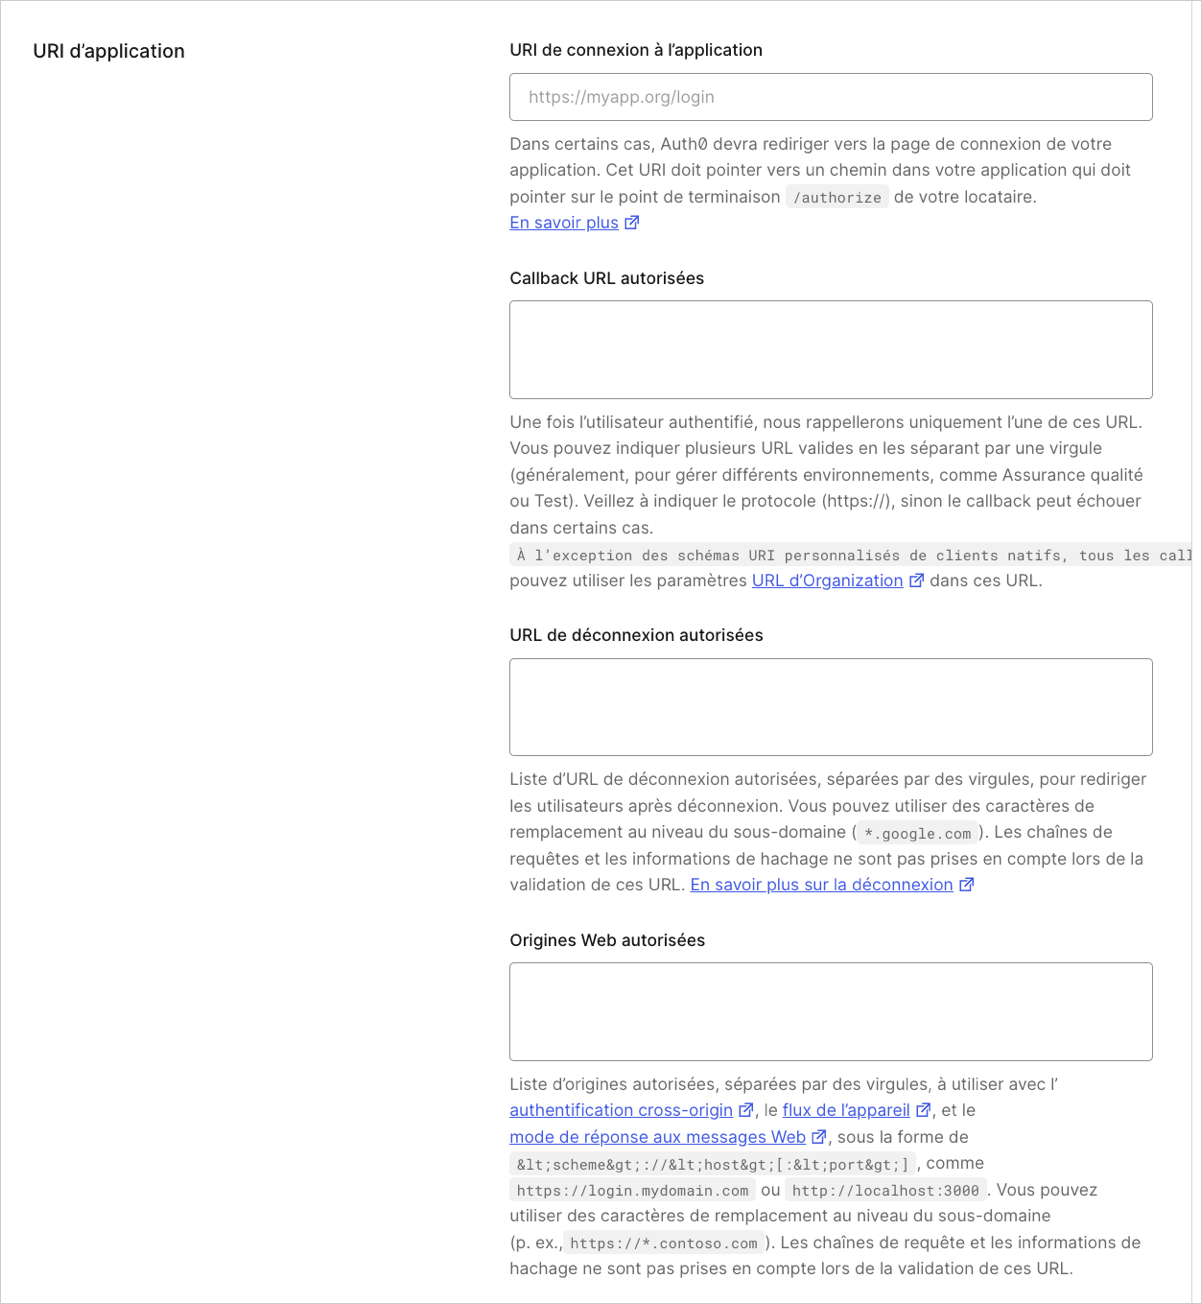 URI d’application
URI de connexion à l’application
https://myapp.org/login
Dans certains cas, Auth0 devra rediriger vers la page de connexion de votre
application. Cet URI doit pointer vers un chemin dans votre application qui doit
pointer sur le point de terminaison /authorize de votre locataire.
En savoir plus
Callback URL autorisées
Une fois l’utilisateur authentifié, nous rappellerons uniquement l’une de ces URL.
Vous pouvez indiquer plusieurs URL valides en les séparant par une virgule
(généralement, pour gérer différents environnements, comme Assurance qualité
ou Test). Veillez à indiquer le protocole (https://), sinon le callback peut échouer
dans certains cas.
À l’exception des schémas URI personnalisés de clients natifs, tous les call
pouvez utiliser les paramètres URL d’Organization dans ces URL.
URL de déconnexion autorisées
Liste d’URL de déconnexion autorisées, séparées par des virgules, pour rediriger
les utilisateurs après déconnexion. Vous pouvez utiliser des caractères de
remplacement au niveau du sous-domaine ( *.google.com ). Les chaînes de
requêtes et les informations de hachage ne sont pas prises en compte lors de la
validation de ces URL. En savoir plus sur la déconnexion
Origines Web autorisées
Liste d’origines autorisées, séparées par des virgules, à utiliser avec l’
authentification cross-origin , le flux de l’appareil , et le
mode de réponse aux messages Web , sous la forme de
&lt;scheme&gt;://&lt;host&gt;[:&lt;port&gt;] , comme
https://login.mydomain.com ou http://localhost:3000 . Vous pouvez
utiliser des caractères de remplacement au niveau du sous-domaine
(p. ex., https://*.contoso.com ). Les chaînes de requête et les informations de
hachage ne sont pas prises en compte lors de la validation de ces URL.